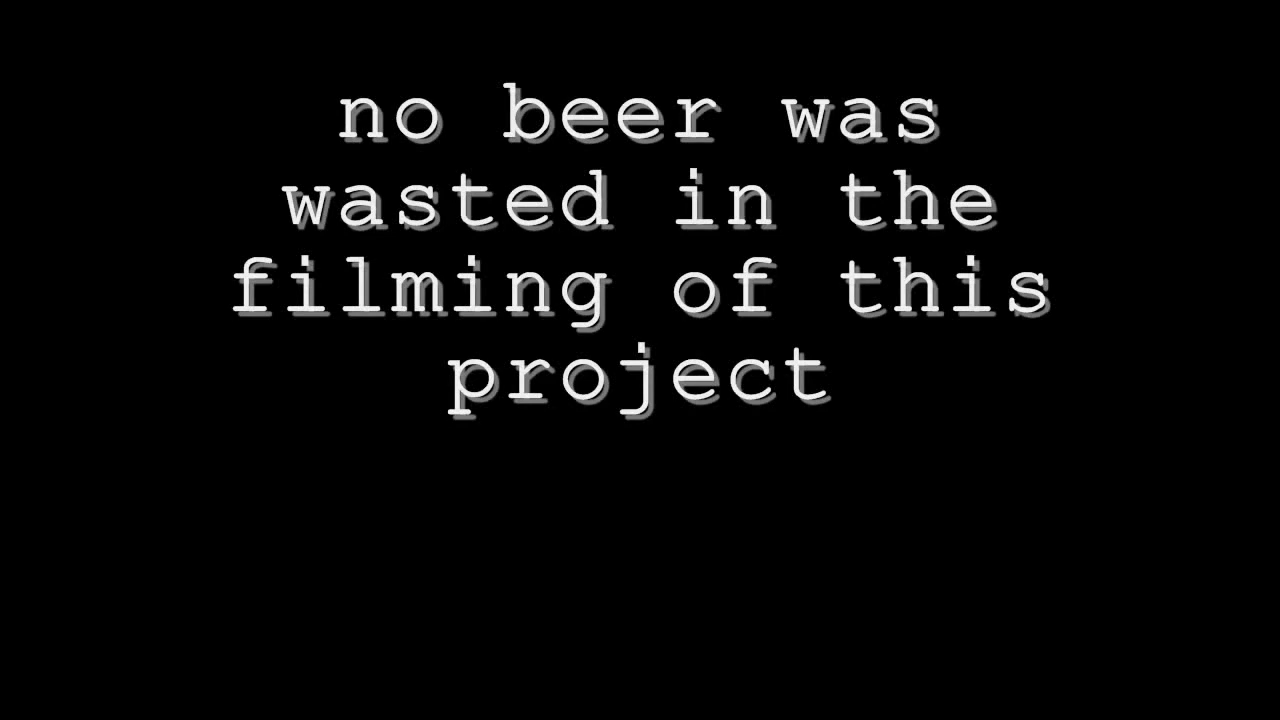 no beer was
wasted in the
filming of this
project